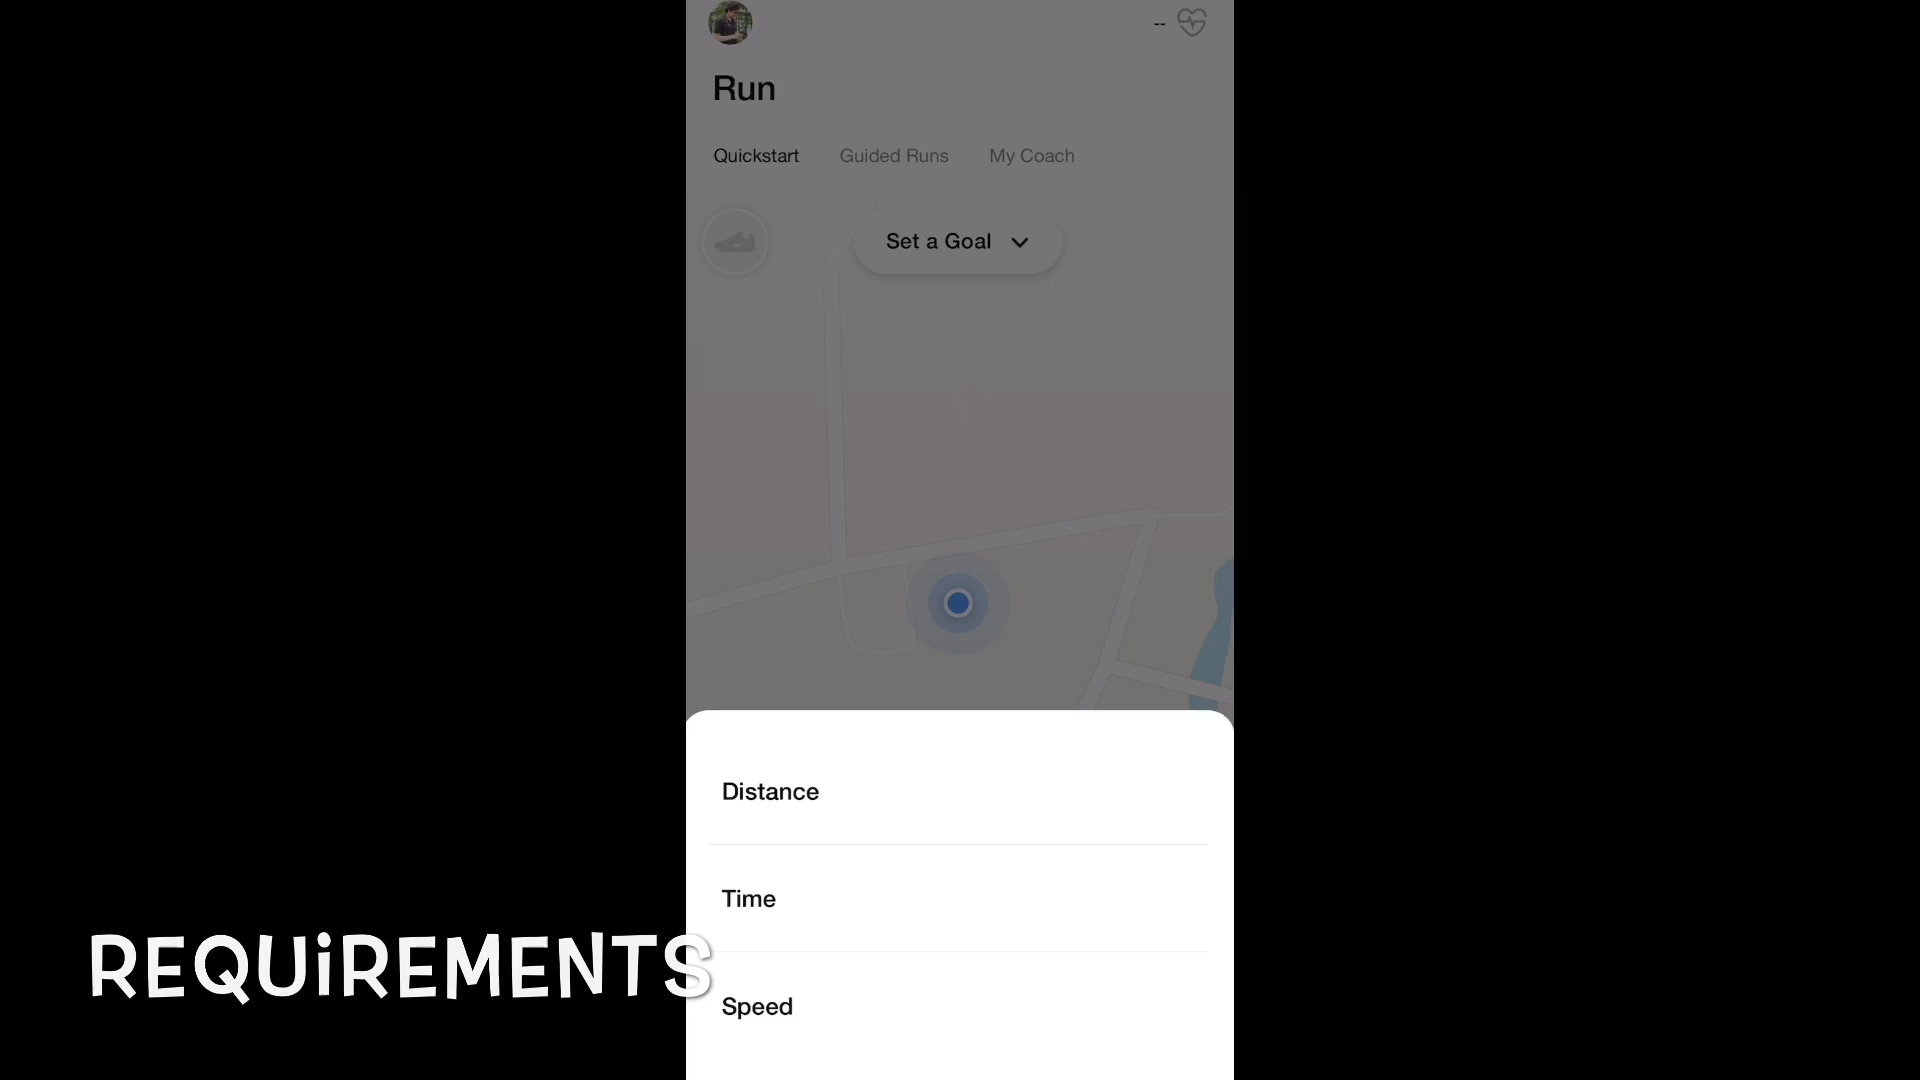 --
Run
Quickstart Guided Runs My Coach
Set a Goal
Distance
Time
REQUiREMENTS
Speed